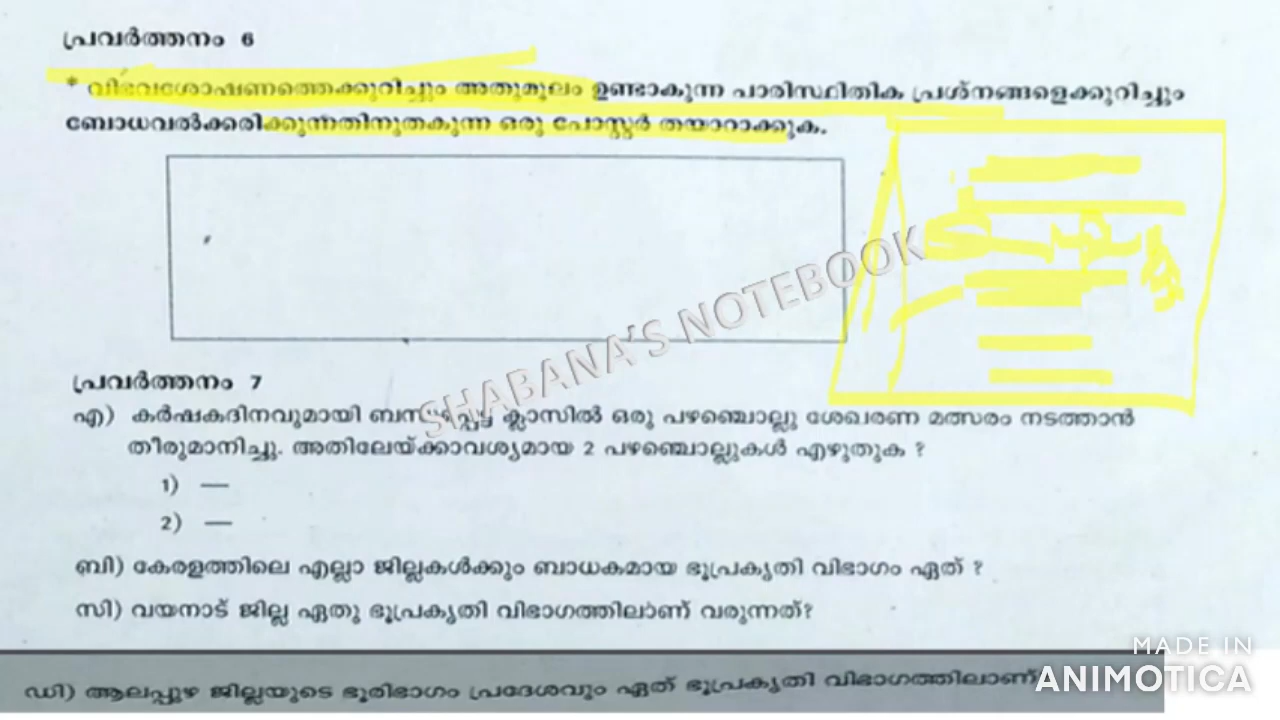 പ്രവർത്തനം 6
* വിഭവശോഷണത്തെക്കുറിച്ചും അതുമൂലം ഉണ്ടാകുന്ന പാരിസ്ഥിതിക പ്രശ്നങ്ങളെക്കുറിച്ചും
ബോധവൽക്കരിക്കുന്നതിനുതകുന്ന ഒരു പോസ്റ്റർ തയാറാക്കുക.
SHABANA'S NOTEBOOK
പ്രവർത്തനം 7
എ) കർഷകദിനവുമായി ബന്ധപ്പെട്ട ക്ലാസിൽ ഒരു പഴഞ്ചൊല്ലു ശേഖരണ മത്സരം നടത്താൻ
തീരുമാനിച്ചു. അതിലേയ്ക്കാവശ്യമായ 2 പഴഞ്ചൊല്ലുകൾ എഴുതുക ?
1) —
2) —
ബി) കേരളത്തിലെ എല്ലാ ജില്ലകൾക്കും ബാധകമായ ഭൂപ്രകൃതി വിഭാഗം ഏത് ?
സി) വയനാട് ജില്ല ഏതു ഭൂപ്രകൃതി വിഭാഗത്തിലാണ് വരുന്നത്?
MADE IN
ANIMOTICA
ഡി) ആലപ്പുഴ ജില്ലയുടെ ഭൂരിഭാഗം പ്രദേശവും ഏത് ഭൂപ്രകൃതി വിഭാഗത്തിലാണ്